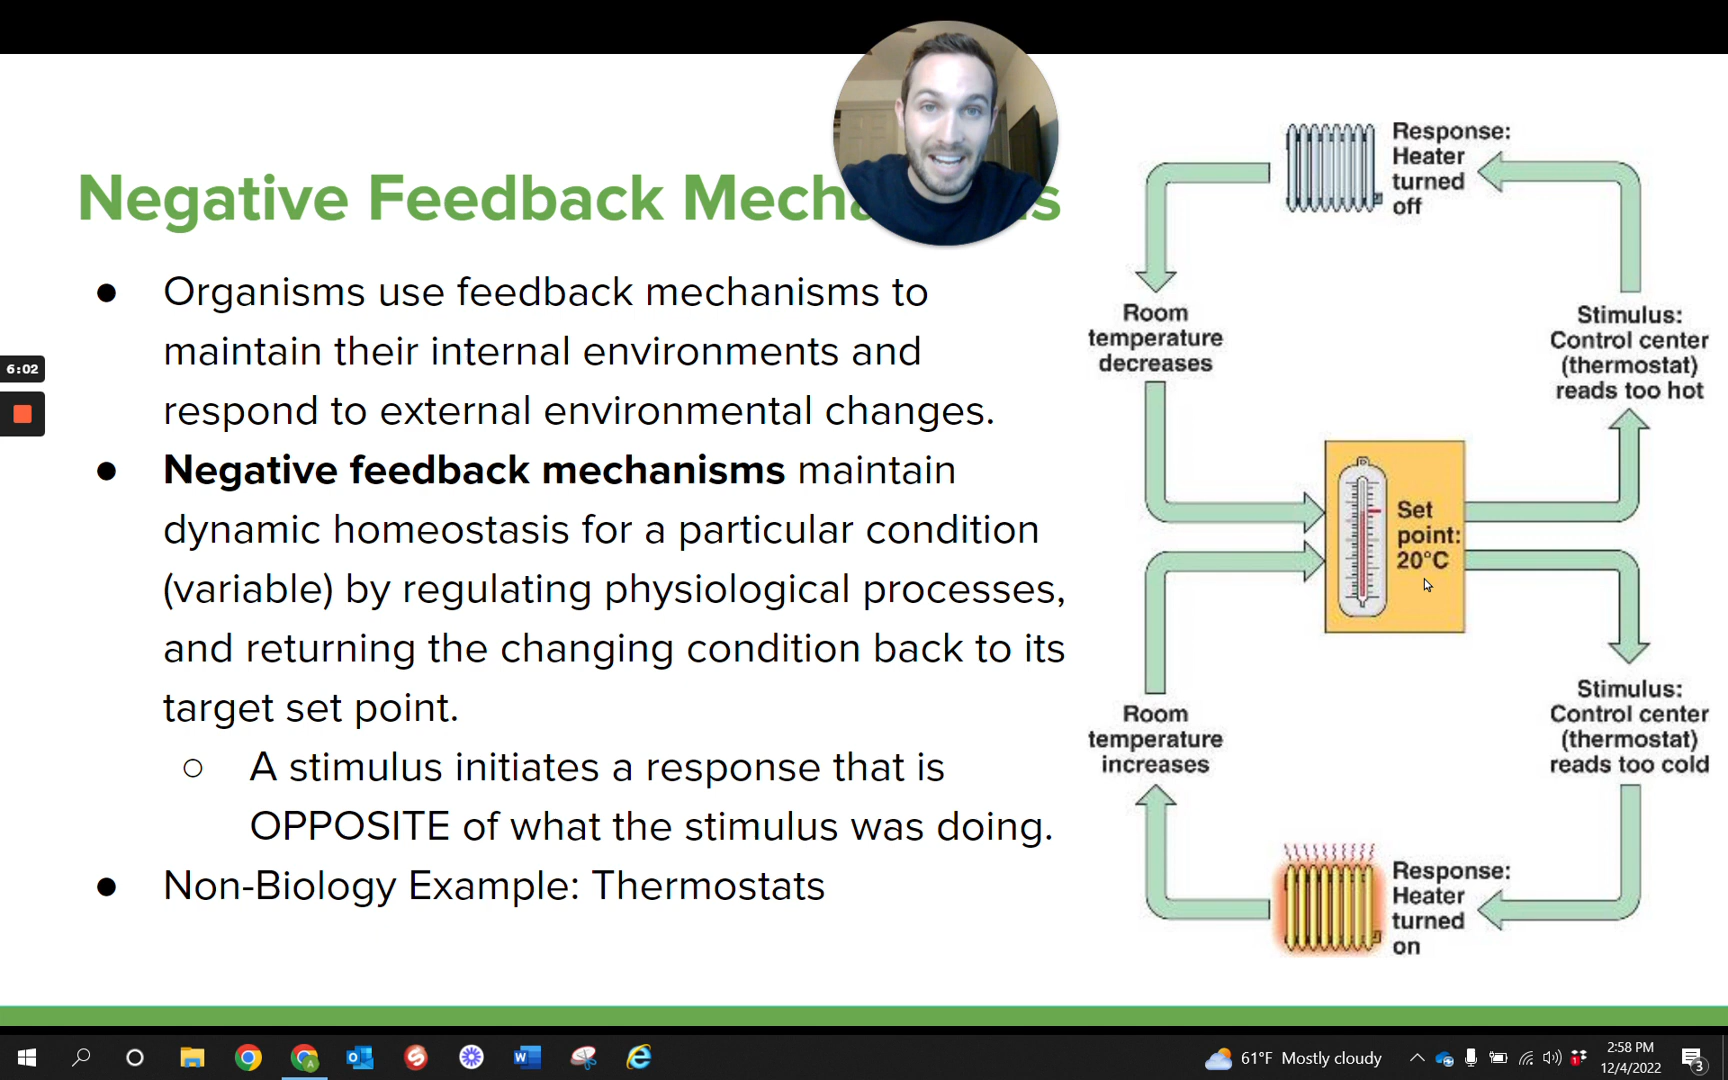 Negative Feedback Mecha s
● Organisms use feedback mechanisms to
maintain their internal environments and
respond to external environmental changes.
● Negative feedback mechanisms maintain
dynamic homeostasis for a particular condition
(variable) by regulating physiological processes,
and returning the changing condition back to its
target set point.
○ A stimulus initiates a response that is
OPPOSITE of what the stimulus was doing.
● Non-Biology Example: Thermostats
Response:
Heater
turned
off
Room
temperature
decreases
Stimulus:
Control center
(thermostat)
reads too hot
Set
point:
20°C
Room
temperature
increases
Stimulus:
Control center
(thermostat)
reads too cold
Response:
Heater
turned
on
6:02
61°F Mostly cloudy
2:58 PM
12/4/2022
3